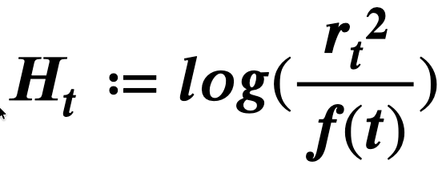 H_t := log(r_t^2 / f(t))